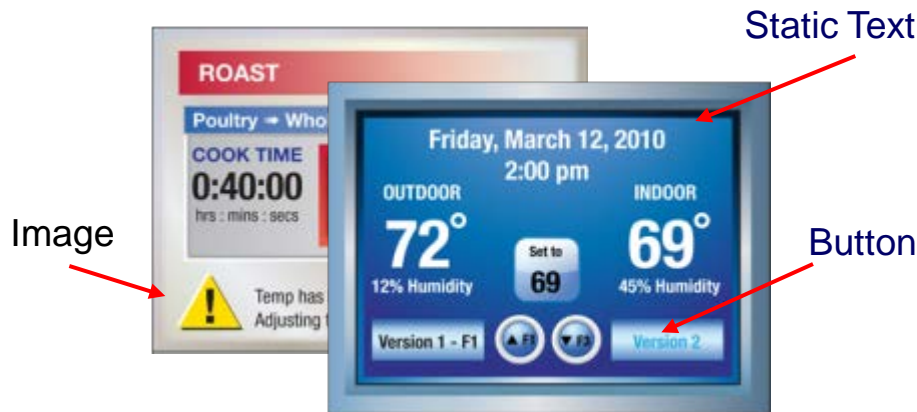 Static Text
ROAST
Poultry → Who
COOK TIME
0:40:00
hrs : mins : secs
Temp has
Adjusting t
Friday, March 12, 2010
2:00 pm
OUTDOOR
72°
12% Humidity
Set to
69
INDOOR
69°
45% Humidity
Version 1 - F1
▲ F1
▼ F3
Version 2
Image
Button